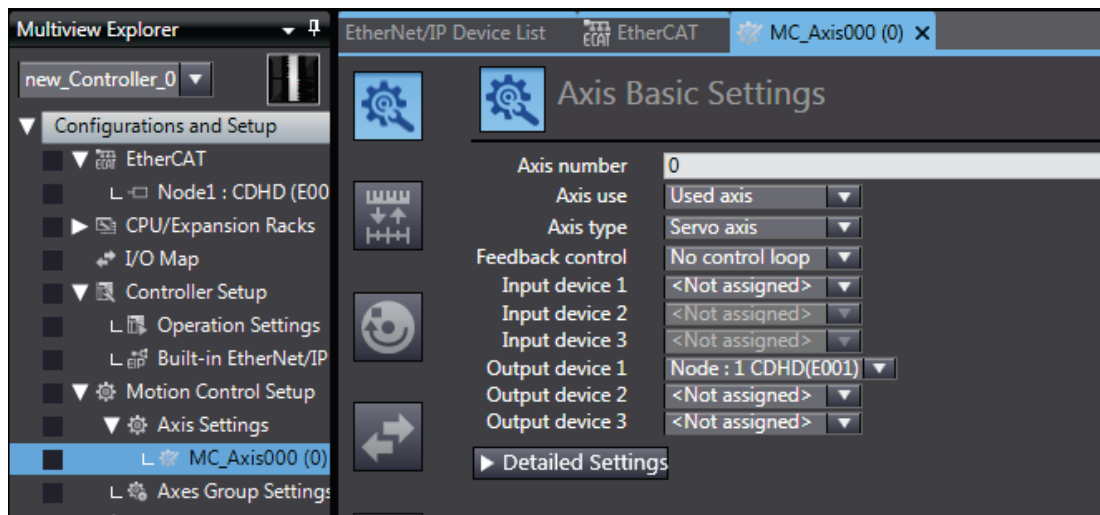 Multiview Explorer
new_Controller_0
Configurations and Setup
EtherCAT
Node1 : CDHD (E00
CPU/Expansion Racks
I/O Map
Controller Setup
Operation Settings
Built-in EtherNet/IP
Motion Control Setup
Axis Settings
MC_Axis000 (0)
Axes Group Settings
EtherNet/IP Device List
EtherCAT
MC_Axis000 (0)
Axis Basic Settings
Axis number 0
Axis use Used axis
Axis type Servo axis
Feedback control No control loop
Input device 1 <Not assigned>
Input device 2 <Not assigned>
Input device 3 <Not assigned>
Output device 1 Node : 1 CDHD(E001)
Output device 2 <Not assigned>
Output device 3 <Not assigned>
Detailed Settings